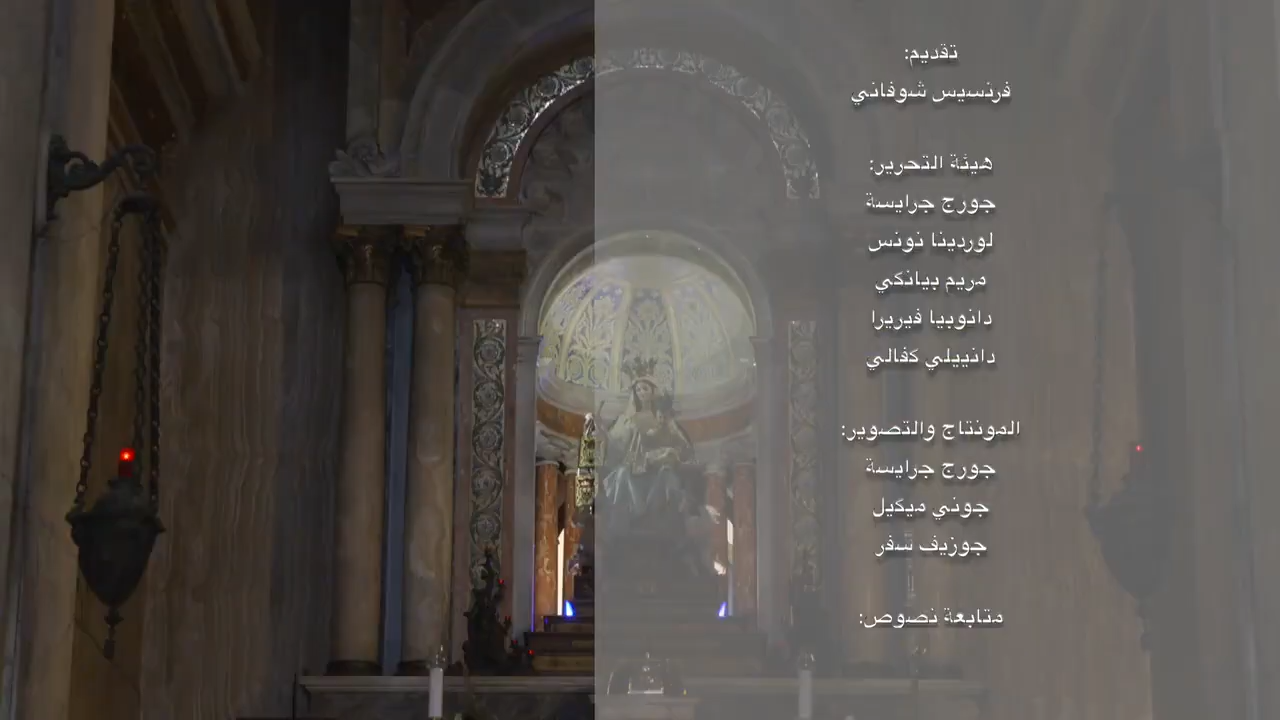 تقديم:
فرنسيس شوفاني
هيئة التحرير:
جورج جرايسة
لوردينا نونس
مريم بيانكي
دانوبيا فيريرا
دانييلي كفالي
المونتاج والتصوير:
جورج جرايسة
جوني ميكيل
جوزيف سفر
متابعة نصوص: